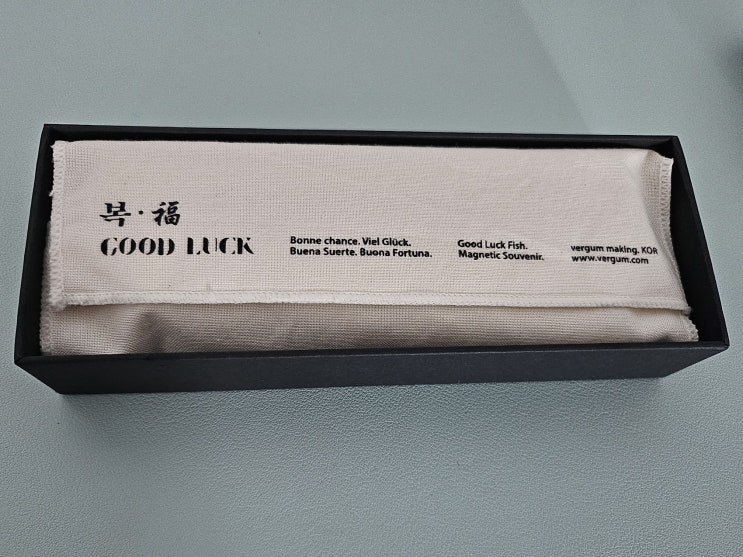 복·福
GOOD LUCK
Bonne chance. Viel Glück.
Buena Suerte. Buona Fortuna.
Good Luck Fish.
Magnetic Souvenir.
vergum making. KOR
www.vergum.com